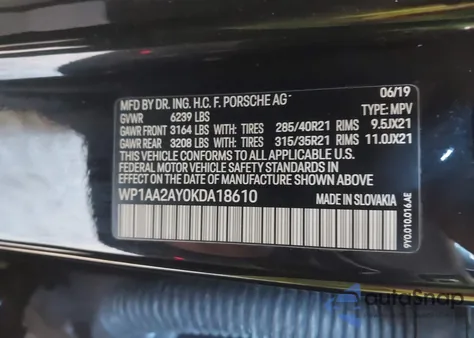 06/19
MFD BY DR. ING. H.C. F. PORSCHE AG
GVWR 6239 LBS TYPE: MPV
GAWR FRONT 3164 LBS WITH: TIRES 285/40R21 RIMS 9.5JX21
GAWR REAR 3208 LBS WITH: TIRES 315/35R21 RIMS 11.0JX21
THIS VEHICLE CONFORMS TO ALL APPLICABLE
FEDERAL MOTOR VEHICLE SAFETY STANDARDS IN
EFFECT ON THE DATE OF MANUFACTURE SHOWN ABOVE.
WP1AA2AY0KDA18610 MADE IN SLOVAKIA
9Y0.010.016AE
autoSnap